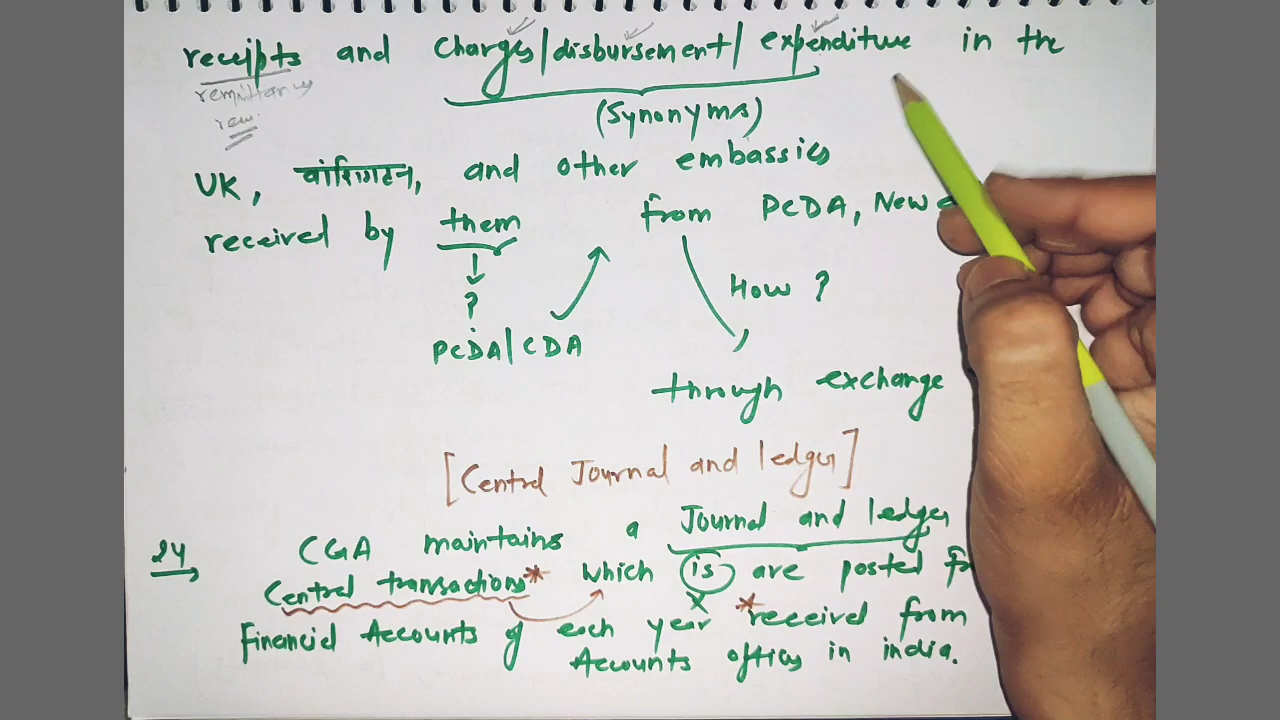 receipts and charges/disbursement/ expenditure in the
(Synonyms)
UK, वाशिंगटन, and other embassies
received by them from PCDA, New
?
How ?
PCDA/CDA
through exchange
[Central Journal and ledger]
24 CGA maintains a Journal and ledger
Central transactions* which is are posted
x
Financial Accounts of each year *received from
Accounts offices in india.